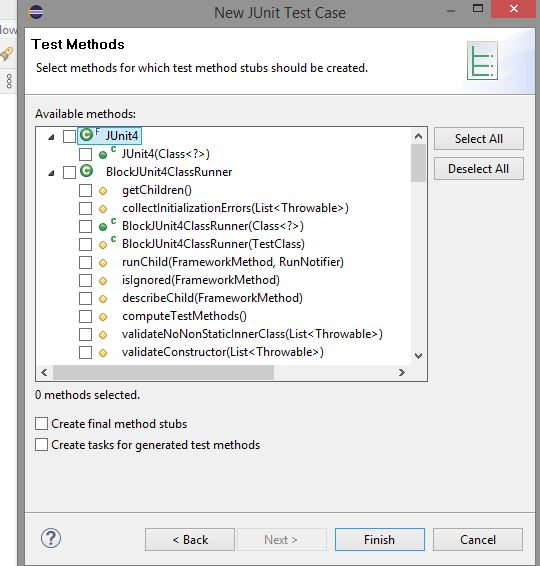 New JUnit Test Case
Test Methods
Select methods for which test method stubs should be created.
Available methods:
JUnit4
JUnit4(Class<?>)
BlockJUnit4ClassRunner
getChildren()
collectInitializationErrors(List<Throwable>)
BlockJUnit4ClassRunner(Class<?>)
BlockJUnit4ClassRunner(TestClass)
runChild(FrameworkMethod, RunNotifier)
isIgnored(FrameworkMethod)
describeChild(FrameworkMethod)
computeTestMethods()
validateNoNonStaticInnerClass(List<Throwable>)
validateConstructor(List<Throwable>)
Select All
Deselect All
0 methods selected.
Create final method stubs
Create tasks for generated test methods
? < Back Next > Finish Cancel